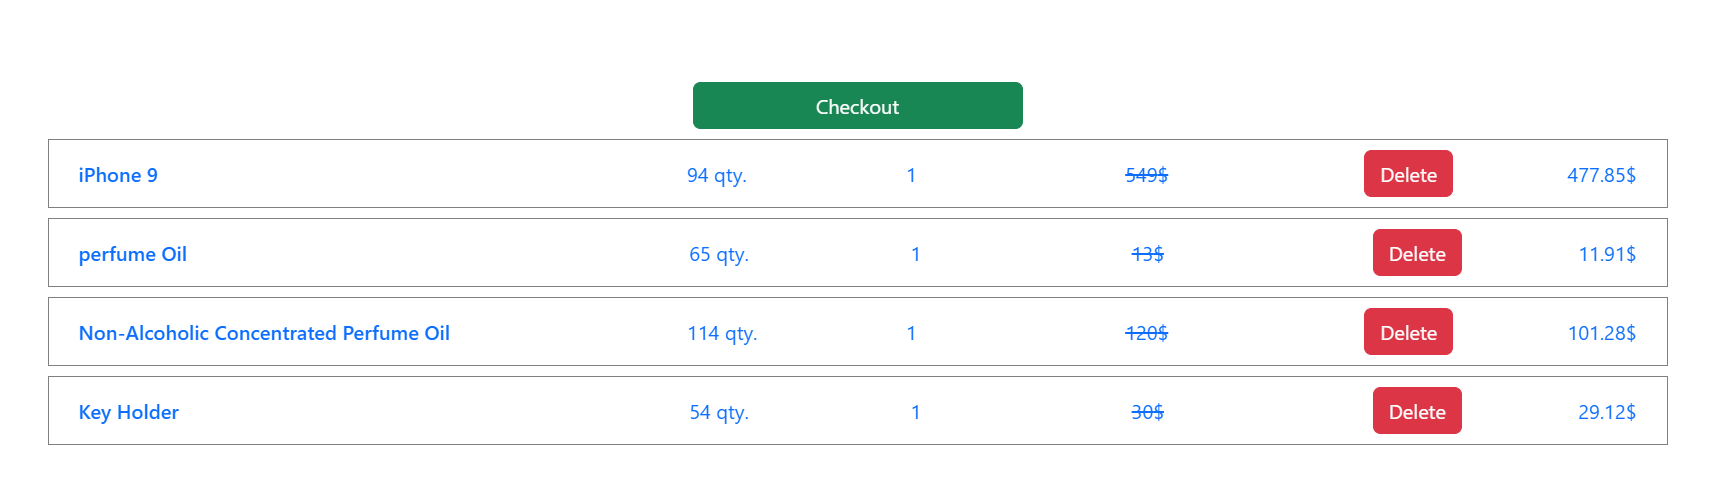 Checkout
iPhone 9 94 qty. 1 549$ Delete 477.85$
perfume Oil 65 qty. 1 13$ Delete 11.91$
Non-Alcoholic Concentrated Perfume Oil 114 qty. 1 120$ Delete 101.28$
Key Holder 54 qty. 1 30$ Delete 29.12$